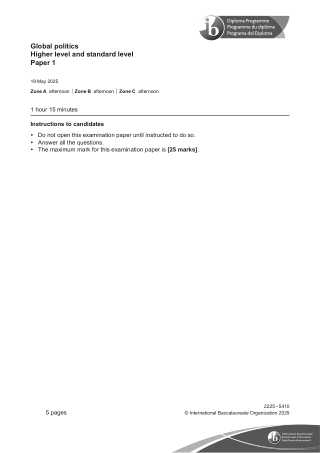 Diploma Programme
Programme du diplôme
Programa del Diploma
Global politics
Higher level and standard level
Paper 1
19 May 2025
Zone A afternoon | Zone B afternoon | Zone C afternoon
1 hour 15 minutes
Instructions to candidates
• Do not open this examination paper until instructed to do so.
• Answer all the questions.
• The maximum mark for this examination paper is [25 marks].
5 pages
© International Baccalaureate Organization 2025